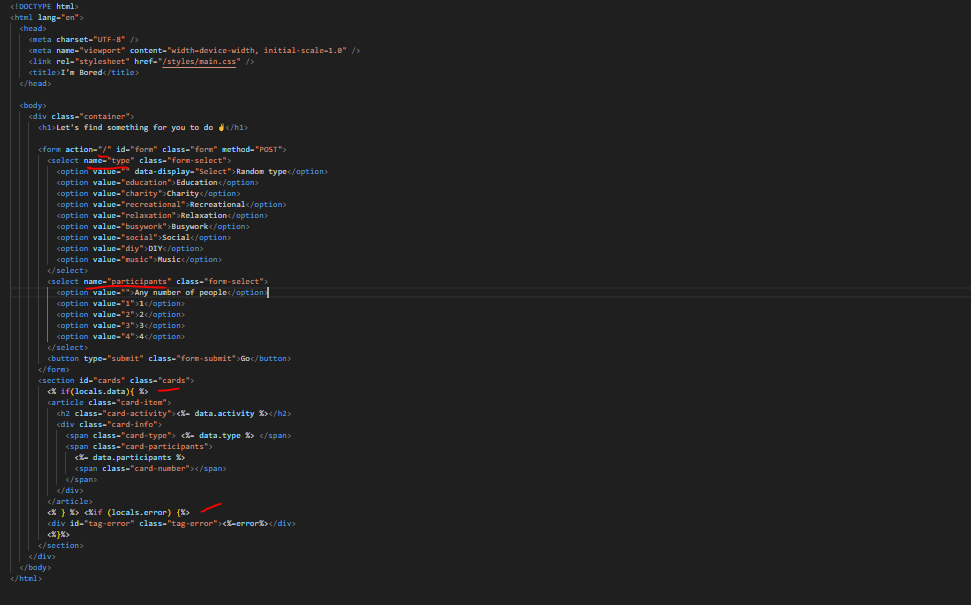 <!DOCTYPE html>
<html lang="en">
<head>
<meta charset="UTF-8" />
<meta name="viewport" content="width=device-width, initial-scale=1.0" />
<link rel="stylesheet" href="/styles/main.css" />
<title>I'm Bored</title>
</head>
<body>
<div class="container">
<h1>Let's find something for you to do ✌</h1>
<form action="/" id="form" class="form" method="POST">
<select name="type" class="form-select">
<option value="" data-display="Select">Random type</option>
<option value="education">Education</option>
<option value="charity">Charity</option>
<option value="recreational">Recreational</option>
<option value="relaxation">Relaxation</option>
<option value="busywork">Busywork</option>
<option value="social">Social</option>
<option value="diy">DIY</option>
<option value="music">Music</option>
</select>
<select name="participants" class="form-select">
<option value="">Any number of people</option>
<option value="1">1</option>
<option value="2">2</option>
<option value="3">3</option>
<option value="4">4</option>
</select>
<button type="submit" class="form-submit">Go</button>
</form>
<section id="cards" class="cards">
<% if(locals.data){ %>
<article class="card-item">
<h2 class="card-activity"><%= data.activity %></h2>
<div class="card-info">
<span class="card-type"> <%= data.type %> </span>
<span class="card-participants">
<%= data.participants %>
<span class="card-number"></span>
</span>
</div>
</article>
<% } %> <%if (locals.error) {%>
<div id="tag-error" class="tag-error"><%=error%></div>
<%}%>
</section>
</div>
</body>
</html>